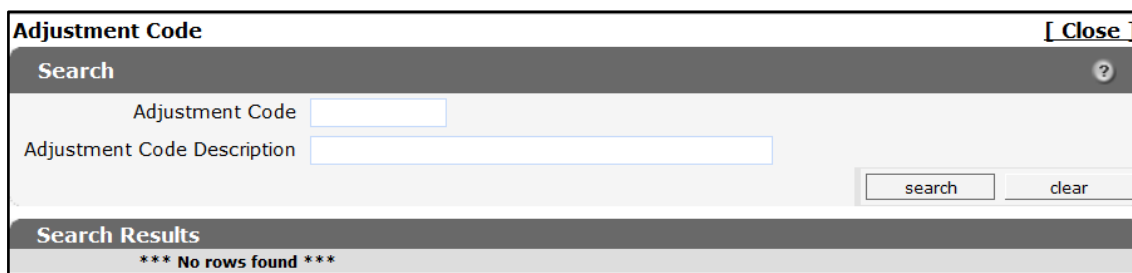 Adjustment Code [ Close ]
Search ?
Adjustment Code
Adjustment Code Description
search clear
Search Results
*** No rows found ***